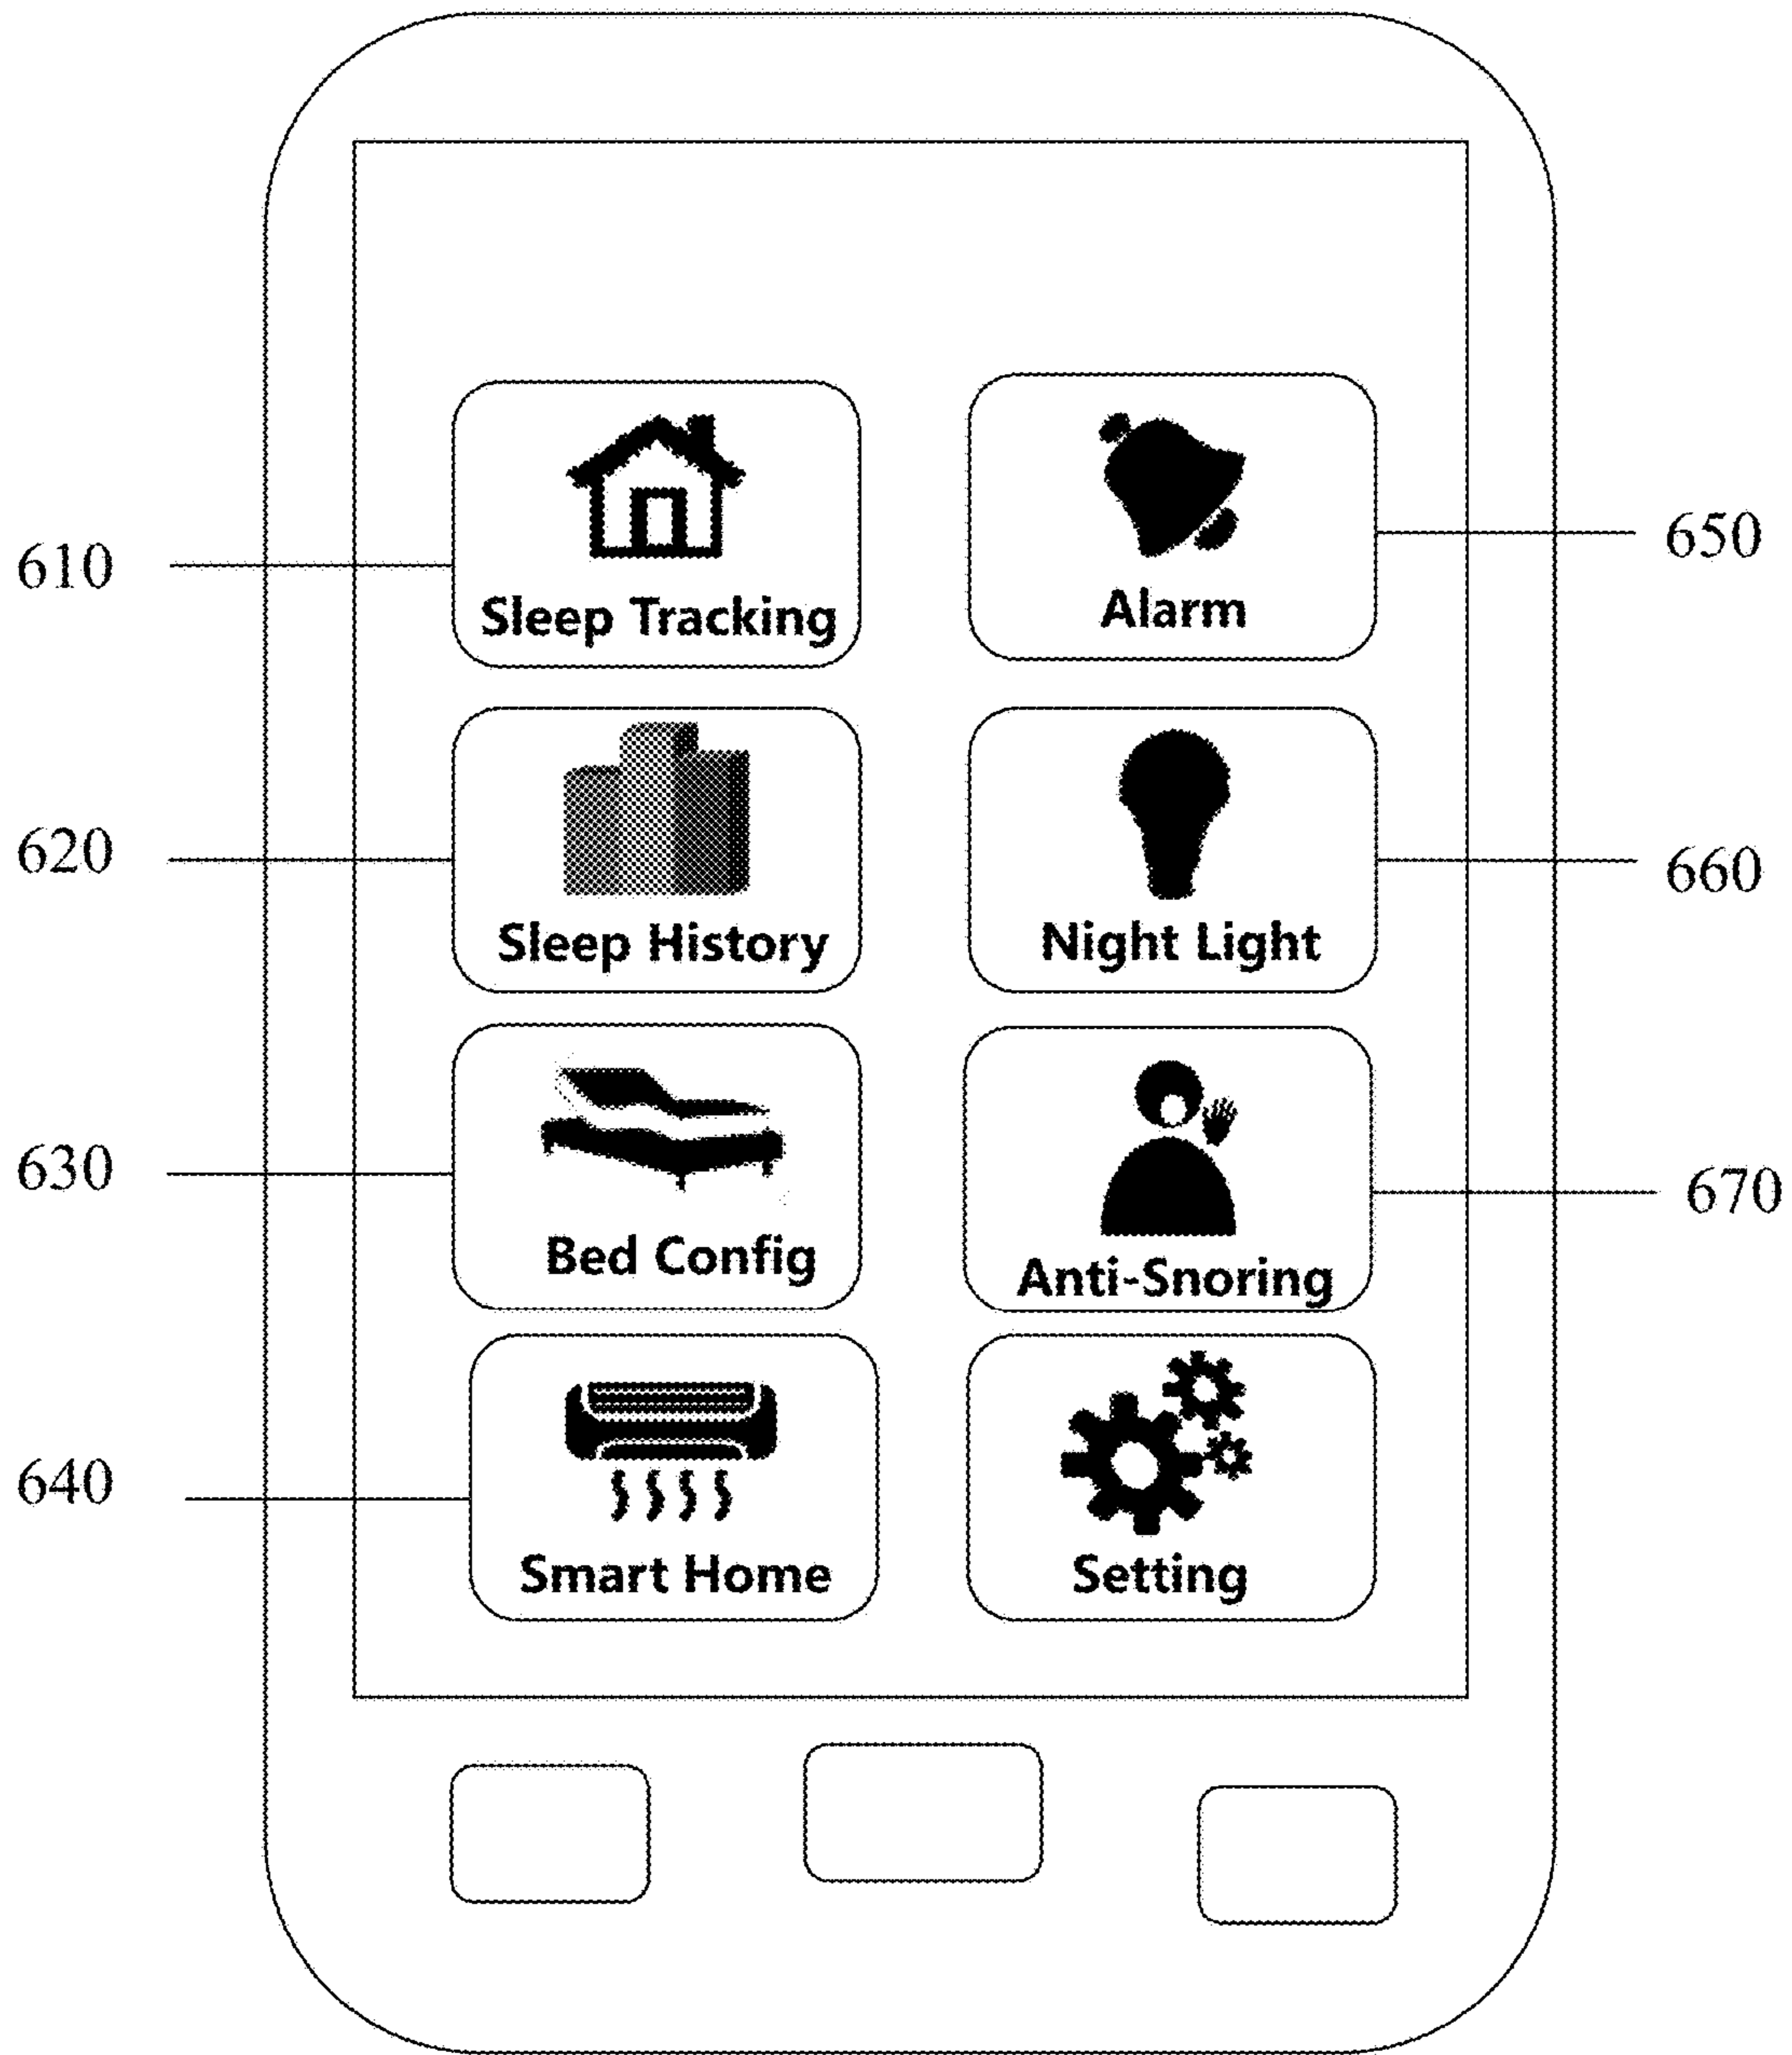 610
Sleep Tracking
Alarm
650
620
Sleep History
Night Light
660
630
Bed Config
Anti-Snoring
670
640
Smart Home
Setting